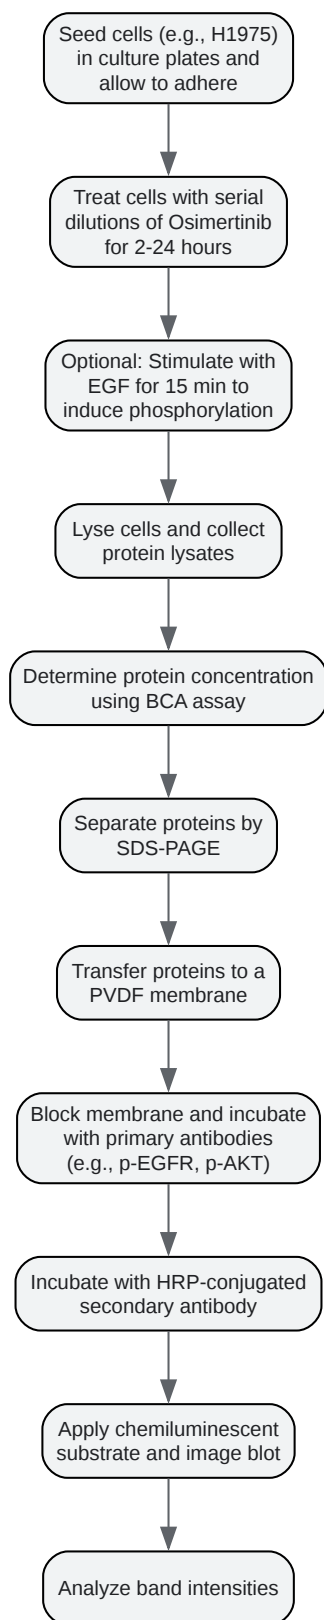 Seed cells (e.g., H1975)
in culture plates and
allow to adhere
Treat cells with serial
dilutions of Osimertinib
for 2-24 hours
Optional: Stimulate with
EGF for 15 min to
induce phosphorylation
Lyse cells and collect
protein lysates
Determine protein concentration
using BCA assay
Separate proteins by
SDS-PAGE
Transfer proteins to a
PVDF membrane
Block membrane and incubate
with primary antibodies
(e.g., p-EGFR, p-AKT)
Incubate with HRP-conjugated
secondary antibody
Apply chemiluminescent
substrate and image blot
Analyze band intensities